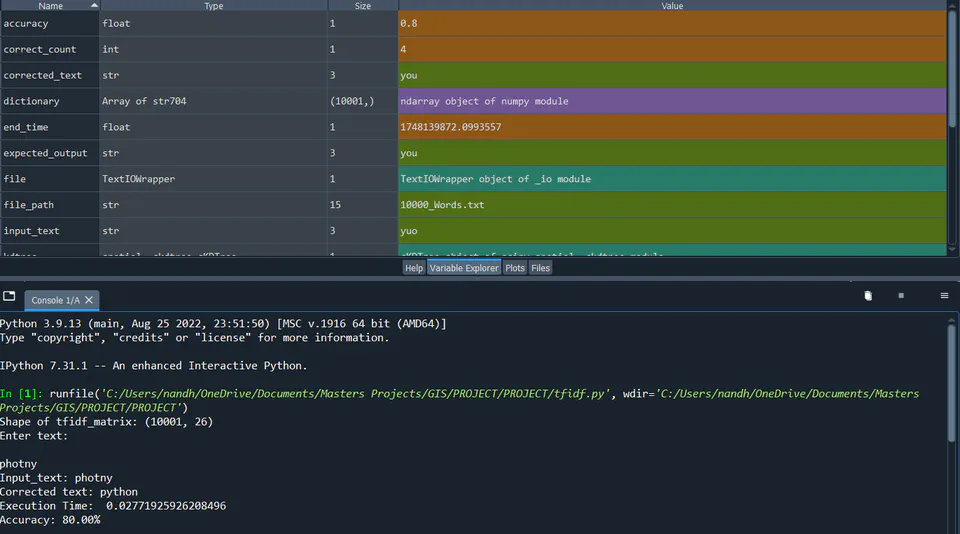 Name Type Size Value
accuracy float 1 0.8
correct_count int 1 4
corrected_text str 3 you
dictionary Array of str704 (10001,) ndarray object of numpy module
end_time float 1 1748139872.0993557
expected_output str 3 you
file TextIOWrapper 1 TextIOWrapper object of _io module
file_path str 15 10000_Words.txt
input_text str 3 yuo
Help Variable Explorer Plots Files
Console 1/A
Python 3.9.13 (main, Aug 25 2022, 23:51:50) [MSC v.1916 64 bit (AMD64)]
Type "copyright", "credits" or "license" for more information.
IPython 7.31.1 -- An enhanced Interactive Python.
In [1]: runfile('C:/Users/nandh/OneDrive/Documents/Masters Projects/GIS/PROJECT/PROJECT/tfidf.py', wdir='C:/Users/nandh/OneDrive/Documents/Masters
Projects/GIS/PROJECT/PROJECT')
Shape of tfidf_matrix: (10001, 26)
Enter text:
photny
Input_text: photny
Corrected text: python
Execution Time:  0.02771925926208496
Accuracy: 80.00%